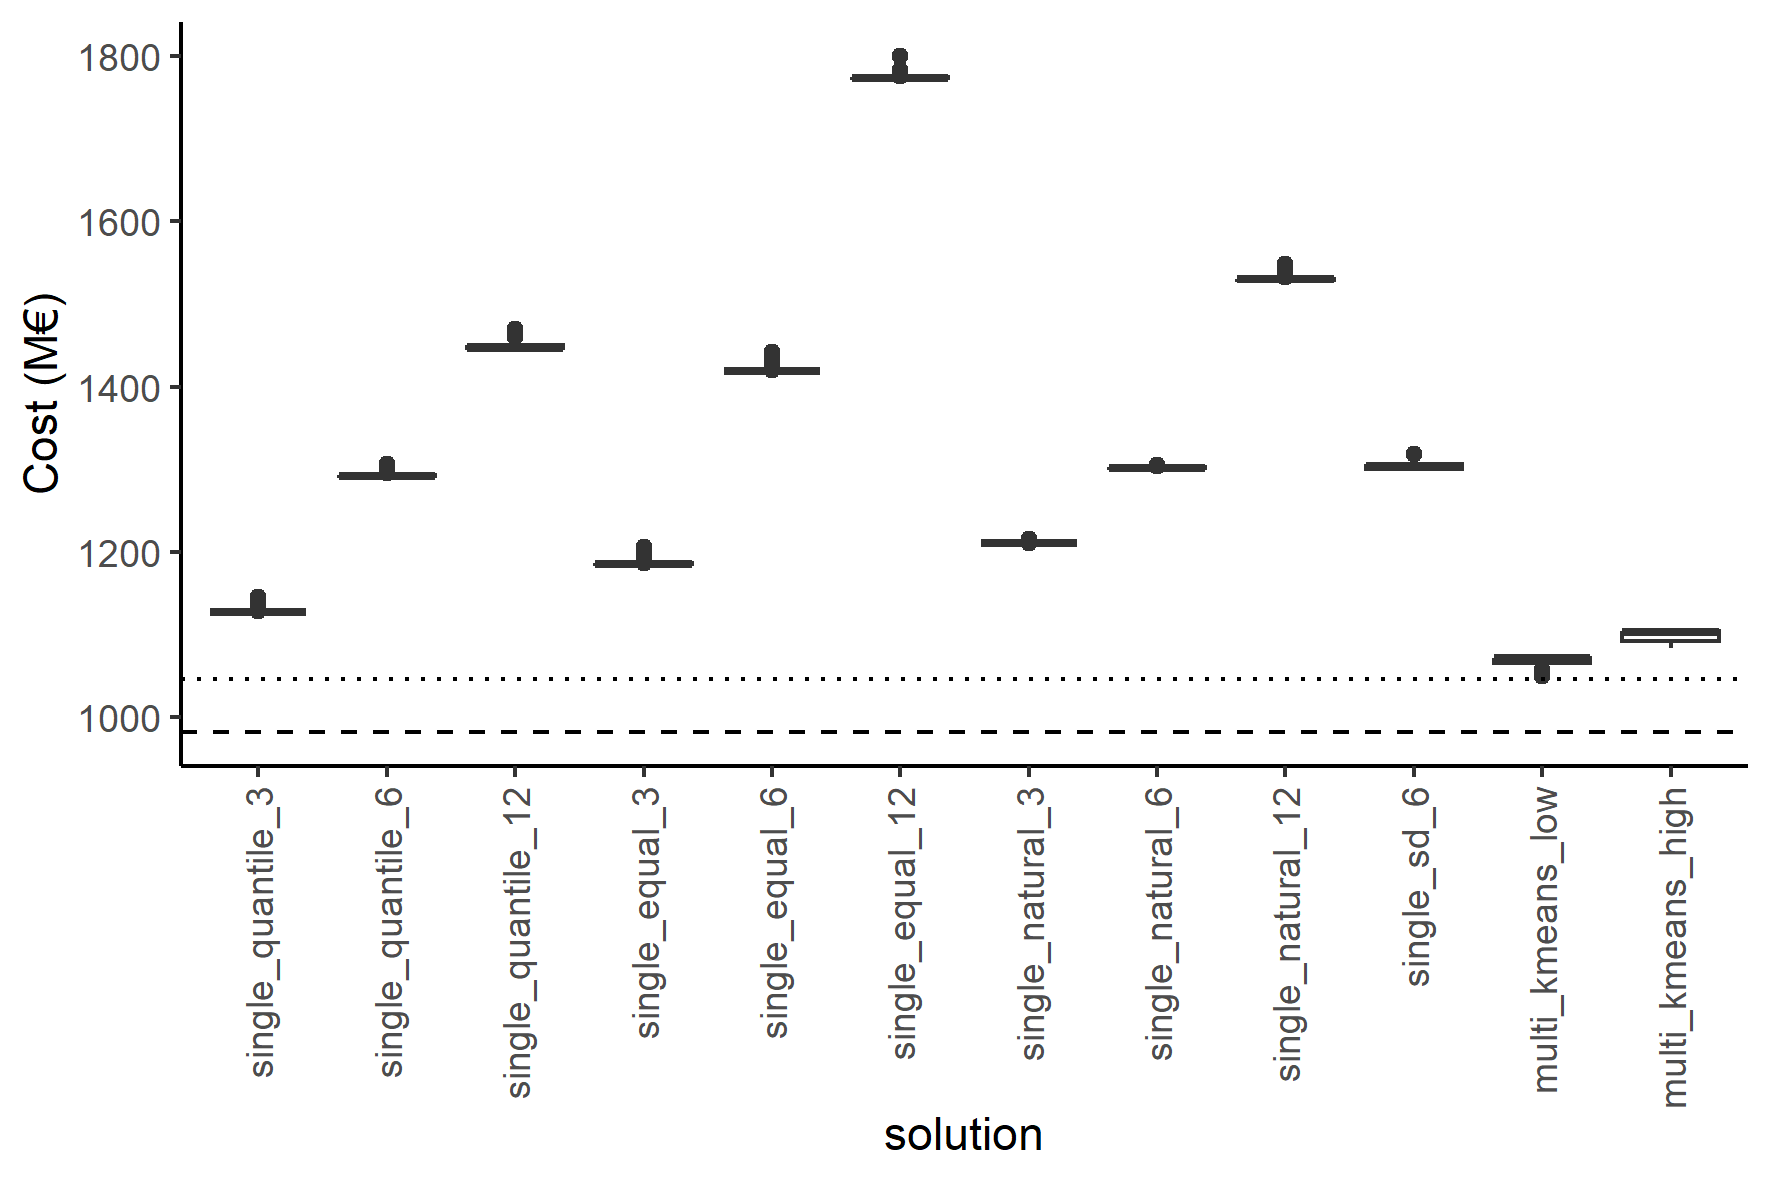 Cost (M€)
1800
1600
1400
1200
1000
single_quantile_3
single_quantile_6
single_quantile_12
single_equal_3
single_equal_6
single_equal_12
single_natural_3
single_natural_6
single_natural_12
single_sd_6
multi_kmeans_low
multi_kmeans_high
solution